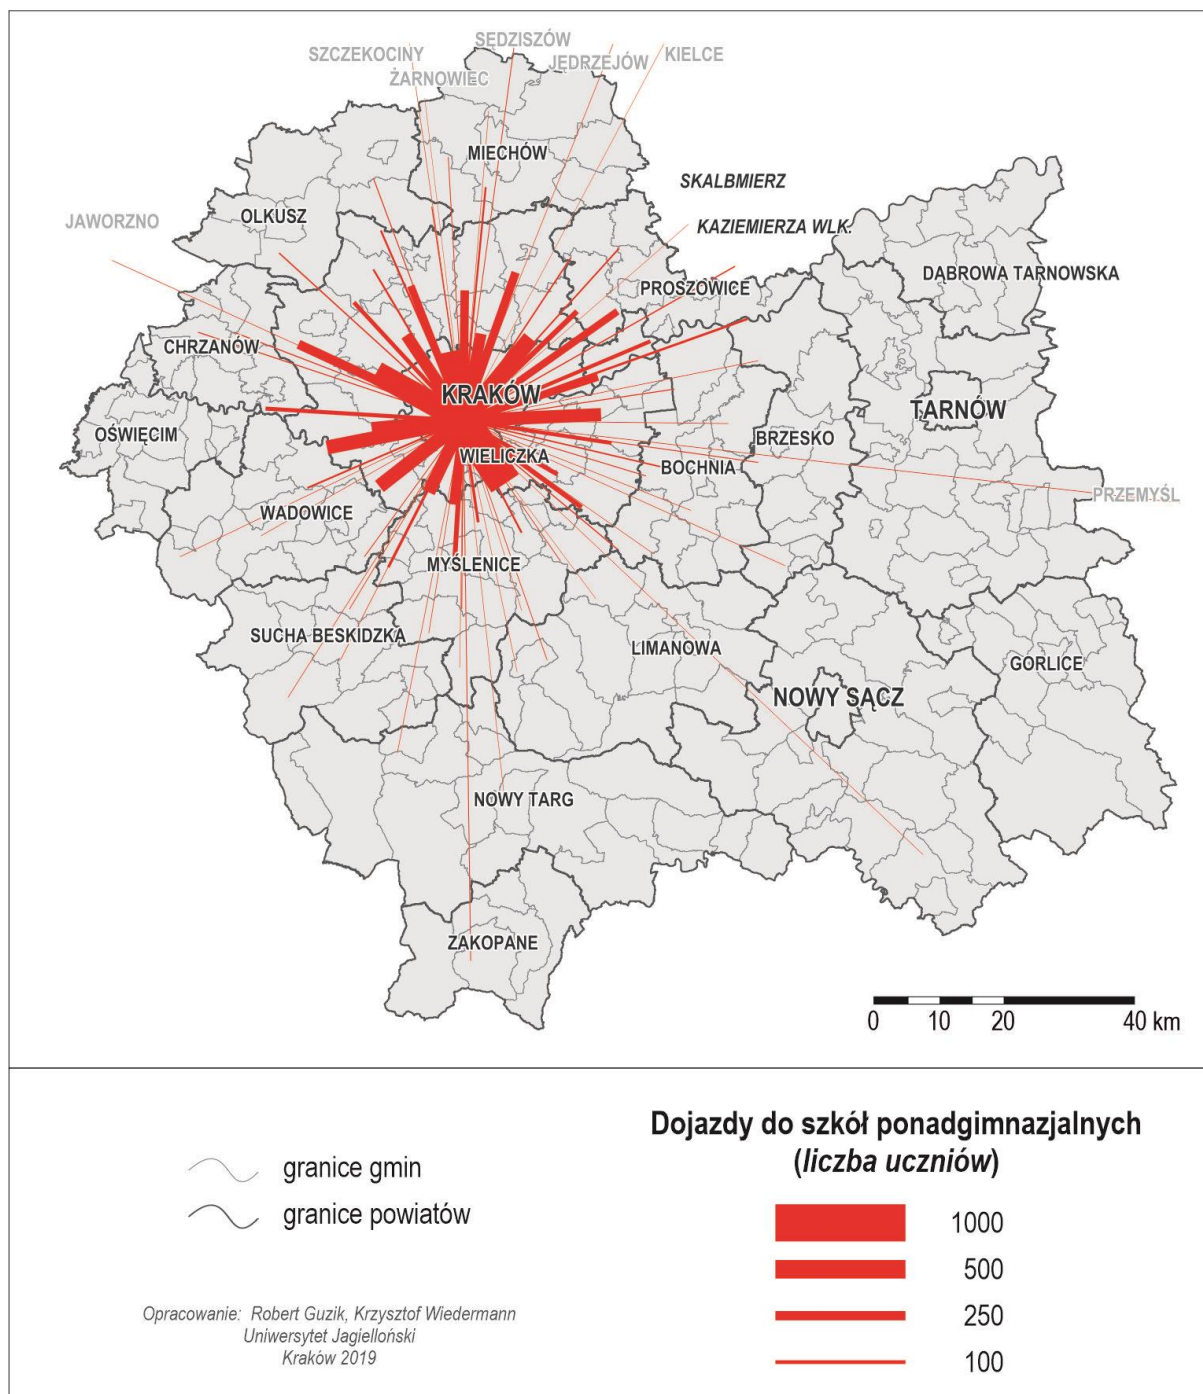 SĘDZISZÓW
SZCZEKOCINY
JĘDRZEJÓW
KIELCE
ŻARNOWIEC
MIECHÓW
SKALBMIERZ
JAWORZNO
OLKUSZ
KAZIEMIERZA WLK.
DĄBROWA TARNOWSKA
PROSZOWICE
CHRZANÓW
KRAKÓW
TARNÓW
OŚWIĘCIM
BRZESKO
WIELICZKA
BOCHNIA
PRZEMYŚL
WADOWICE
MYŚLENICE
SUCHA BESKIDZKA
LIMANOWA
GORLICE
NOWY SĄCZ
NOWY TARG
ZAKOPANE
0 10 20 40 km
Dojazdy do szkół ponadgimnazjalnych
(liczba uczniów)
granice gmin
granice powiatów
1000
500
250
100
Opracowanie: Robert Guzik, Krzysztof Wiedermann
Uniwersytet Jagielloński
Kraków 2019